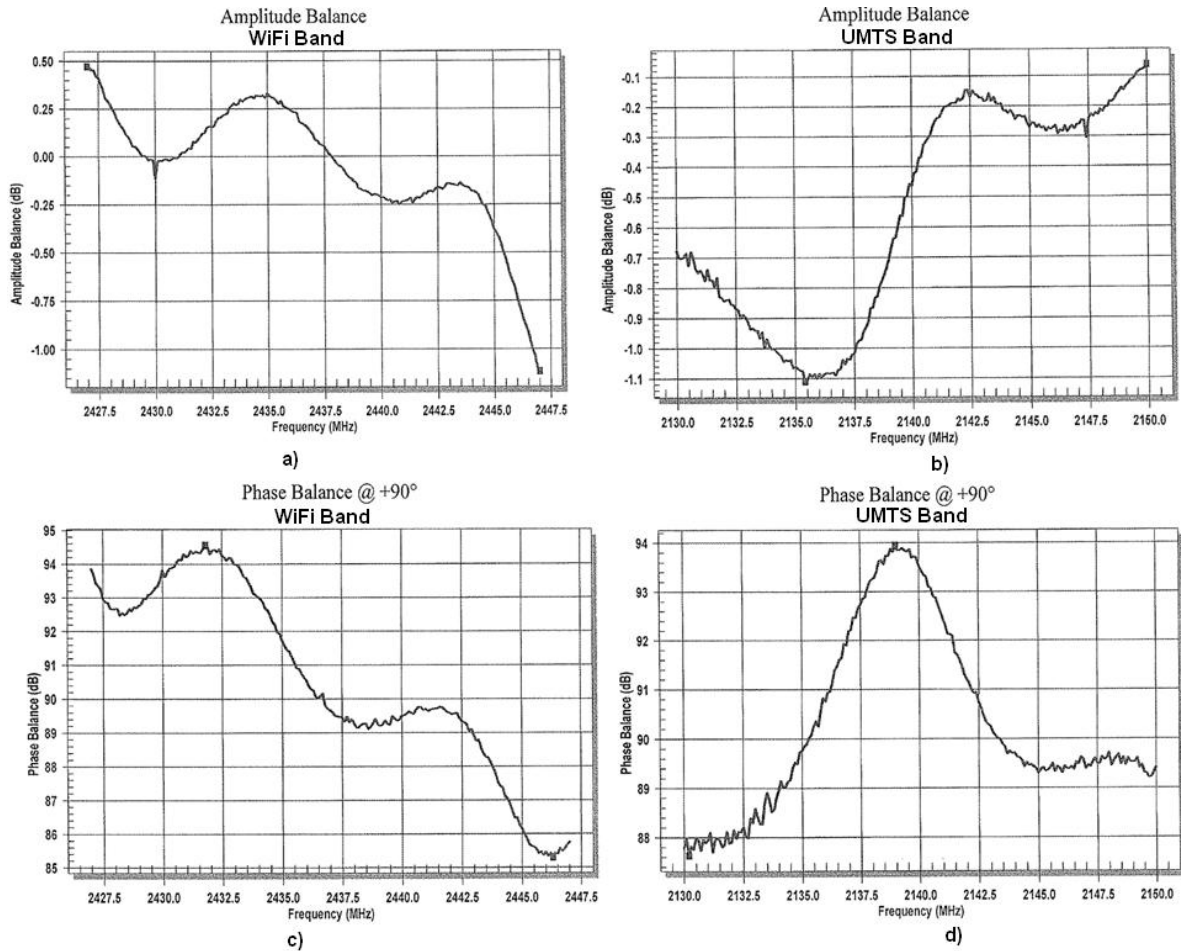 Amplitude Balance
WiFi Band
0.50
0.25
0.00
-0.25
-0.50
-0.75
-1.00
Amplitude Balance (dB)
2427.5 2430.0 2432.5 2435.0 2437.5 2440.0 2442.5 2445.0 2447.5
Frequency (MHz)
a)
Amplitude Balance
UMTS Band
-0.1
-0.2
-0.3
-0.4
-0.5
-0.6
-0.7
-0.8
-0.9
-1.0
-1.1
Amplitude Balance (dB)
2130.0 2132.5 2135.0 2137.5 2140.0 2142.5 2145.0 2147.5 2150.0
Frequency (MHz)
b)
Phase Balance @ +90°
WiFi Band
95
94
93
92
91
90
89
88
87
86
85
Phase Balance (dB)
2427.5 2430.0 2432.5 2435.0 2437.5 2440.0 2442.5 2445.0 2447.5
Frequency (MHz)
c)
Phase Balance @ +90°
UMTS Band
94
93
92
91
90
89
88
Phase Balance (dB)
2130.0 2132.5 2135.0 2137.5 2140.0 2142.5 2145.0 2147.5 2150.0
Frequency (MHz)
d)